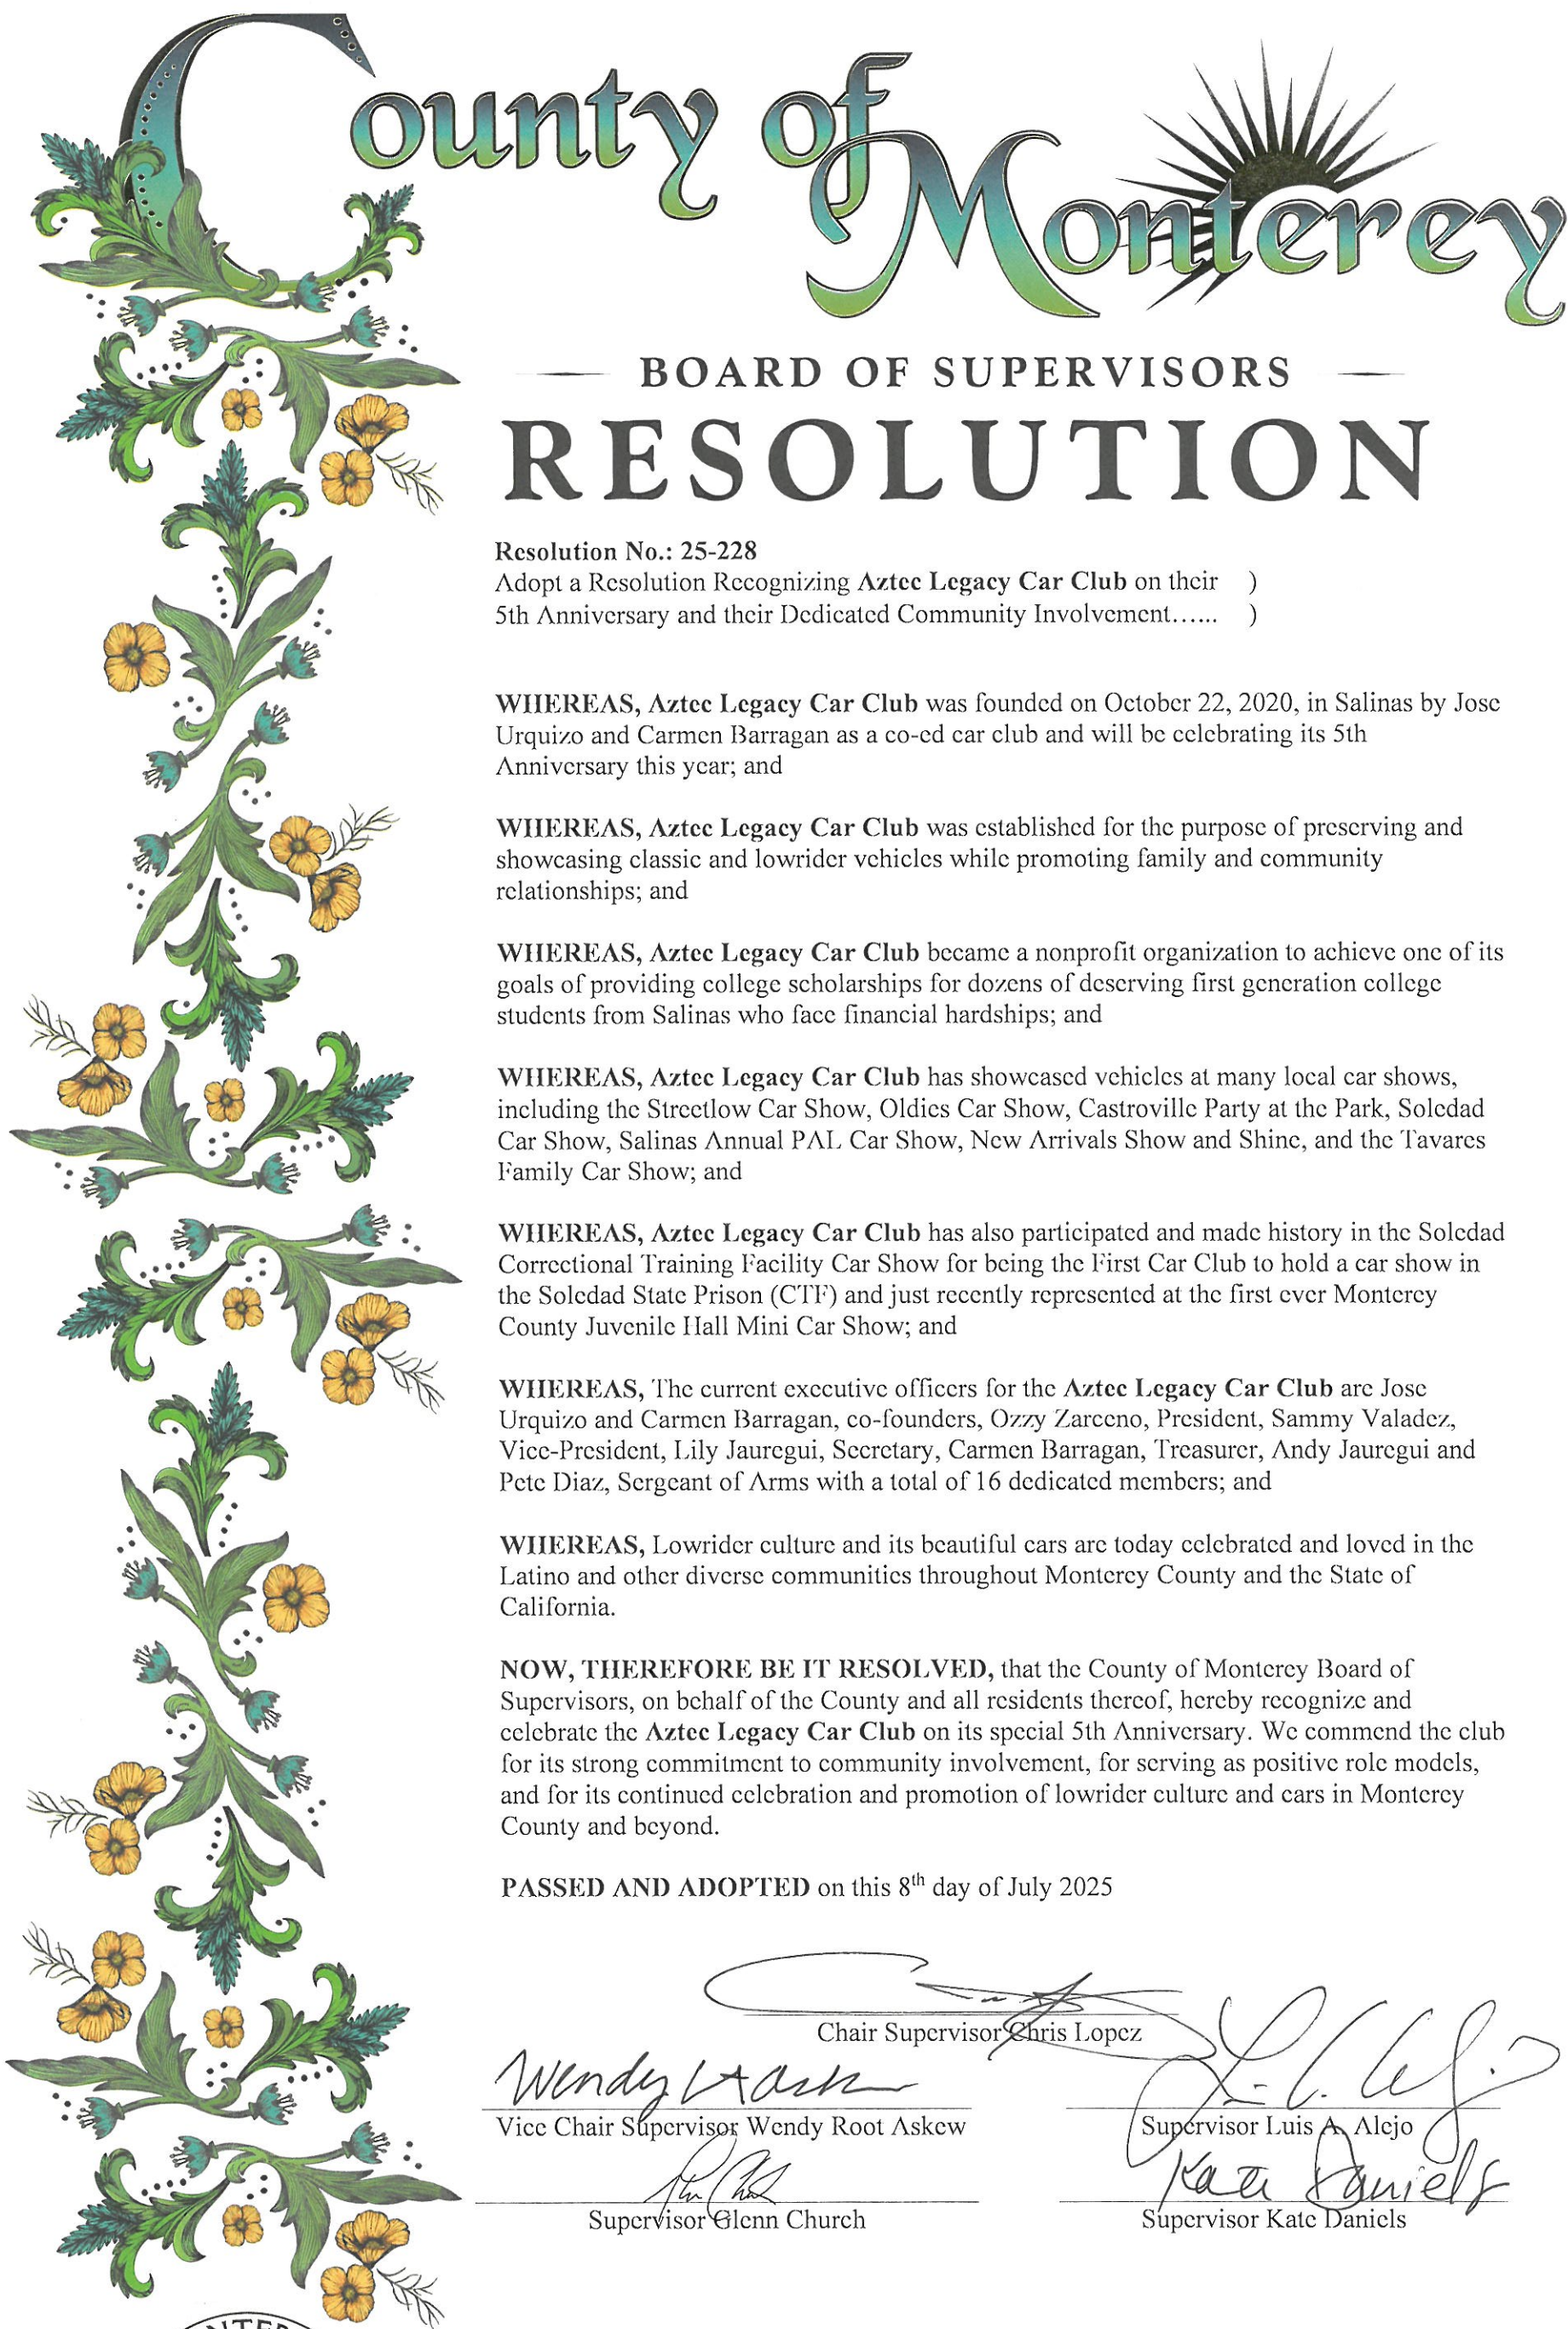 County of Monterey
BOARD OF SUPERVISORS
RESOLUTION
Resolution No.: 25-228
Adopt a Resolution Recognizing Aztec Legacy Car Club on their )
5th Anniversary and their Dedicated Community Involvement…... )
WHEREAS, Aztec Legacy Car Club was founded on October 22, 2020, in Salinas by Jose
Urquizo and Carmen Barragan as a co-ed car club and will be celebrating its 5th
Anniversary this year; and
WHEREAS, Aztec Legacy Car Club was established for the purpose of preserving and
showcasing classic and lowrider vehicles while promoting family and community
relationships; and
WHEREAS, Aztec Legacy Car Club became a nonprofit organization to achieve one of its
goals of providing college scholarships for dozens of deserving first generation college
students from Salinas who face financial hardships; and
WHEREAS, Aztec Legacy Car Club has showcased vehicles at many local car shows,
including the Streetlow Car Show, Oldies Car Show, Castroville Party at the Park, Soledad
Car Show, Salinas Annual PAL Car Show, New Arrivals Show and Shine, and the Tavares
Family Car Show; and
WHEREAS, Aztec Legacy Car Club has also participated and made history in the Soledad
Correctional Training Facility Car Show for being the First Car Club to hold a car show in
the Soledad State Prison (CTF) and just recently represented at the first ever Monterey
County Juvenile Hall Mini Car Show; and
WHEREAS, The current executive officers for the Aztec Legacy Car Club are Jose
Urquizo and Carmen Barragan, co-founders, Ozzy Zareeno, President, Sammy Valadez,
Vice-President, Lily Jauregui, Secretary, Carmen Barragan, Treasurer, Andy Jauregui and
Pete Diaz, Sergeant of Arms with a total of 16 dedicated members; and
WHEREAS, Lowrider culture and its beautiful cars are today celebrated and loved in the
Latino and other diverse communities throughout Monterey County and the State of
California.
NOW, THEREFORE BE IT RESOLVED, that the County of Monterey Board of
Supervisors, on behalf of the County and all residents thereof, hereby recognize and
celebrate the Aztec Legacy Car Club on its special 5th Anniversary. We commend the club
for its strong commitment to community involvement, for serving as positive role models,
and for its continued celebration and promotion of lowrider culture and cars in Monterey
County and beyond.
PASSED AND ADOPTED on this 8th day of July 2025
Chair Supervisor Chris Lopez
Wendy
Vice Chair Supervisor Wendy Root Askew
Supervisor Luis A. Alejo
Kate Daniels
Supervisor Glenn Church
Supervisor Kate Daniels